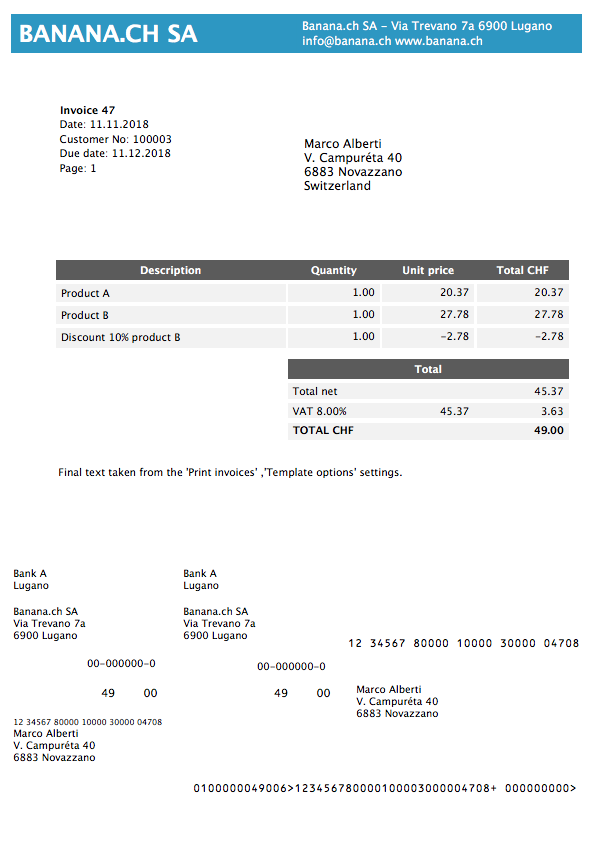 BANANA.CH SA
Banana.ch SA – Via Trevano 7a 6900 Lugano
info@banana.ch www.banana.ch
Invoice 47
Date: 11.11.2018
Customer No: 100003
Due date: 11.12.2018
Page: 1
Marco Alberti
V. Campuréta 40
6883 Novazzano
Switzerland
Description Quantity Unit price Total CHF
Product A 1.00 20.37 20.37
Product B 1.00 27.78 27.78
Discount 10% product B 1.00 -2.78 -2.78
Total
Total net 45.37
VAT 8.00% 45.37 3.63
TOTAL CHF 49.00
Final text taken from the 'Print invoices' ,'Template options' settings.
Bank A
Lugano
Banana.ch SA
Via Trevano 7a
6900 Lugano
00-000000-0
49 00
12 34567 80000 10000 30000 04708
Marco Alberti
V. Campuréta 40
6883 Novazzano
Bank A
Lugano
Banana.ch SA
Via Trevano 7a
6900 Lugano
00-000000-0
49 00
12 34567 80000 10000 30000 04708
Marco Alberti
V. Campuréta 40
6883 Novazzano
0100000049006>123456780000100003000004708+ 000000000>